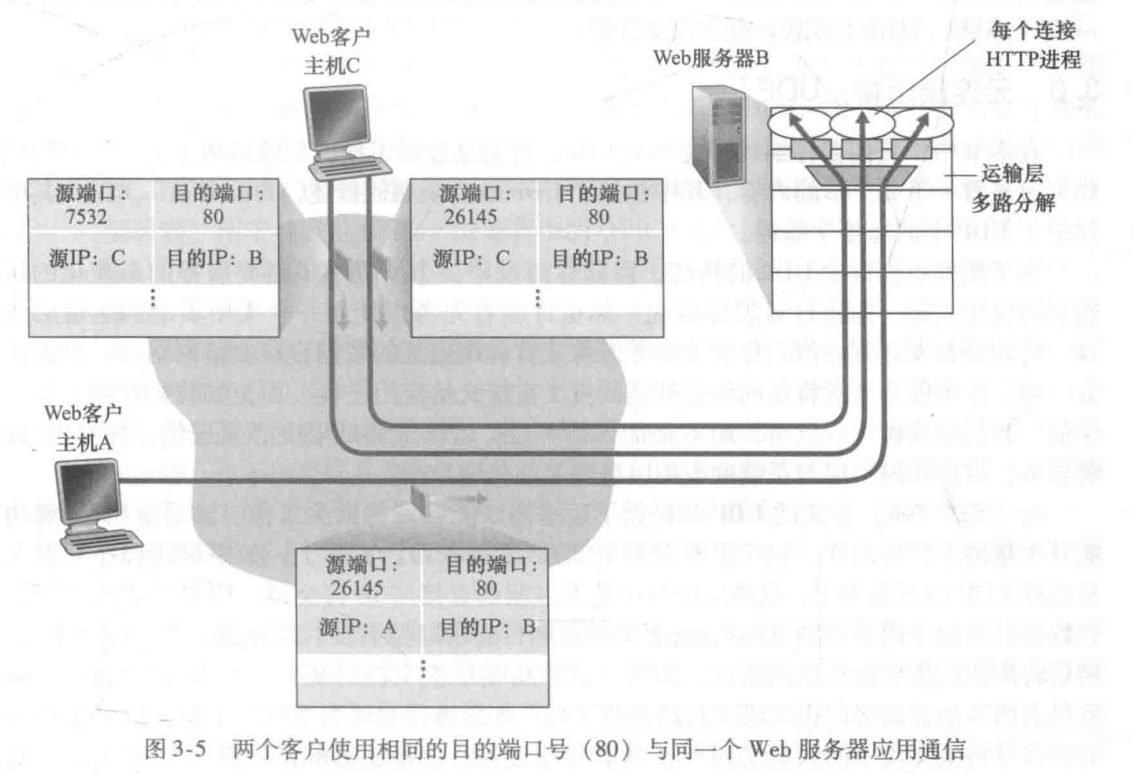 Web客户
主机C
Web服务器B
每个连接
HTTP进程
运输层
多路分解
源端口：
7532
目的端口：
80
源IP：C
目的IP：B
源端口：
26145
目的端口：
80
源IP：C
目的IP：B
Web客户
主机A
源端口：
26145
目的端口：
80
源IP：A
目的IP：B
图3-5 两个客户使用相同的目的端口号（80）与同一个 Web 服务器应用通信